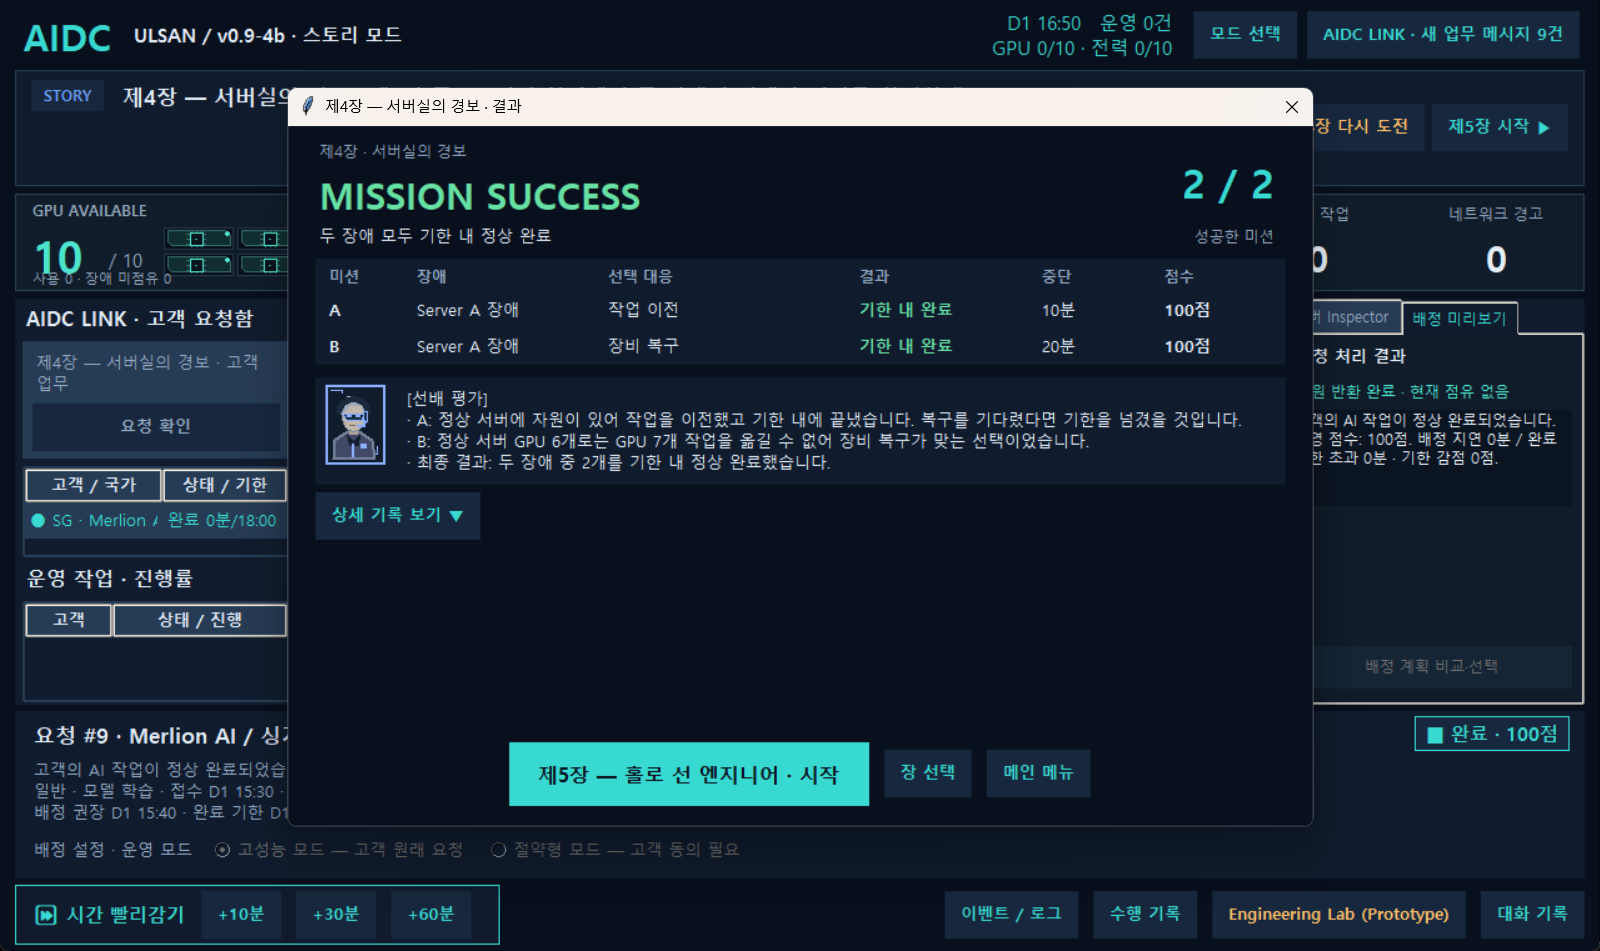 AIDC ULSAN / v0.9-4b · 스토리 모드
D1 16:50 운영 0건
GPU 0/10 · 전력 0/10
모드 선택
AIDC LINK · 새 업무 메시지 9건
STORY 제4장 — 서버실의
장 다시 도전
제5장 시작 ▶
제4장 — 서버실의 경보 · 결과
제4장 · 서버실의 경보
MISSION SUCCESS
2 / 2
두 장애 모두 기한 내 정상 완료
성공한 미션
미션 장애 선택 대응 결과 중단 점수
A Server A 장애 작업 이전 기한 내 완료 10분 100점
B Server A 장애 장비 복구 기한 내 완료 20분 100점
[선배 평가]
· A: 정상 서버에 자원이 있어 작업을 이전했고 기한 내에 끝냈습니다. 복구를 기다렸다면 기한을 넘겼을 것입니다.
· B: 정상 서버 GPU 6개로는 GPU 7개 작업을 옮길 수 없어 장비 복구가 맞는 선택이었습니다.
· 최종 결과: 두 장애 중 2개를 기한 내 정상 완료했습니다.
상세 기록 보기 ▼
제5장 — 홀로 선 엔지니어 · 시작
장 선택
메인 메뉴
GPU AVAILABLE
10 / 10
사용 0 · 장애 미점유 0
작업
0
네트워크 경고
0
AIDC LINK · 고객 요청함
제4장 — 서버실의 경보 · 고객
업무
요청 확인
고객 / 국가 상태 / 기한
SG · Merlion 완료 0분/18:00
운영 작업 · 진행률
고객 상태 / 진행
Inspector
배정 미리보기
청 처리 결과
원 반환 완료 · 현재 점유 없음
객의 AI 작업이 정상 완료되었습니다.
영 점수: 100점. 배정 지연 0분 / 완료
한 초과 0분 · 기한 감점 0점.
배정 계획 비교·선택
요청 #9 · Merlion AI / 싱가
완료 · 100점
고객의 AI 작업이 정상 완료되었습
일반 · 모델 학습 · 접수 D1 15:30 ·
배정 권장 D1 15:40 · 완료 기한 D1
배정 설정 · 운영 모드 고성능 모드 — 고객 원래 요청 절약형 모드 — 고객 동의 필요
시간 빨리감기
+10분
+30분
+60분
이벤트 / 로그
수행 기록
Engineering Lab (Prototype)
대화 기록